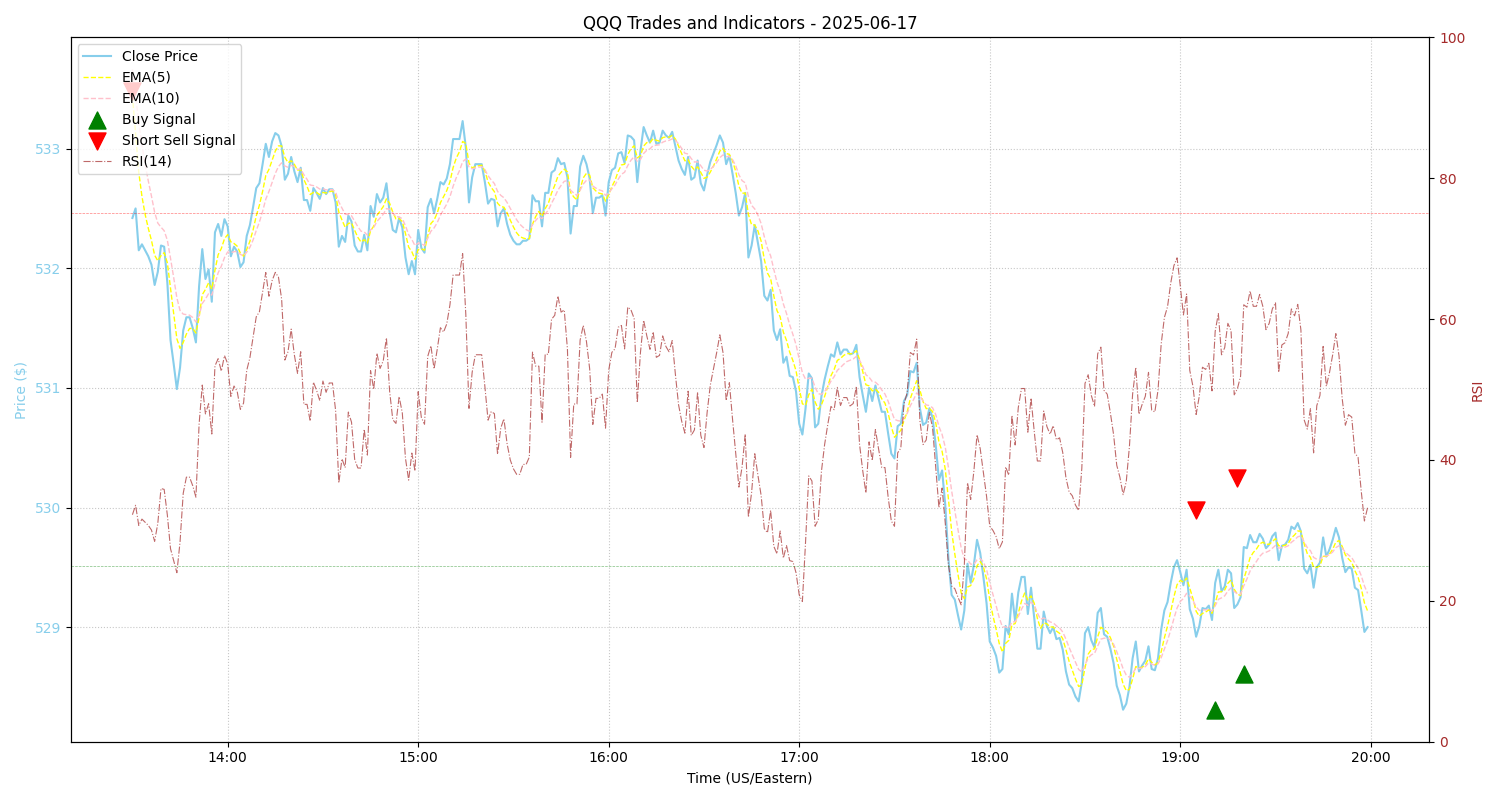 QQQ Trades and Indicators - 2025-06-17
Close Price
EMA(5)
EMA(10)
Buy Signal
Short Sell Signal
RSI(14)
533
532
531
530
529
Price ($)
100
80
60
40
20
0
RSI
14:00
15:00
16:00
17:00
18:00
19:00
20:00
Time (US/Eastern)